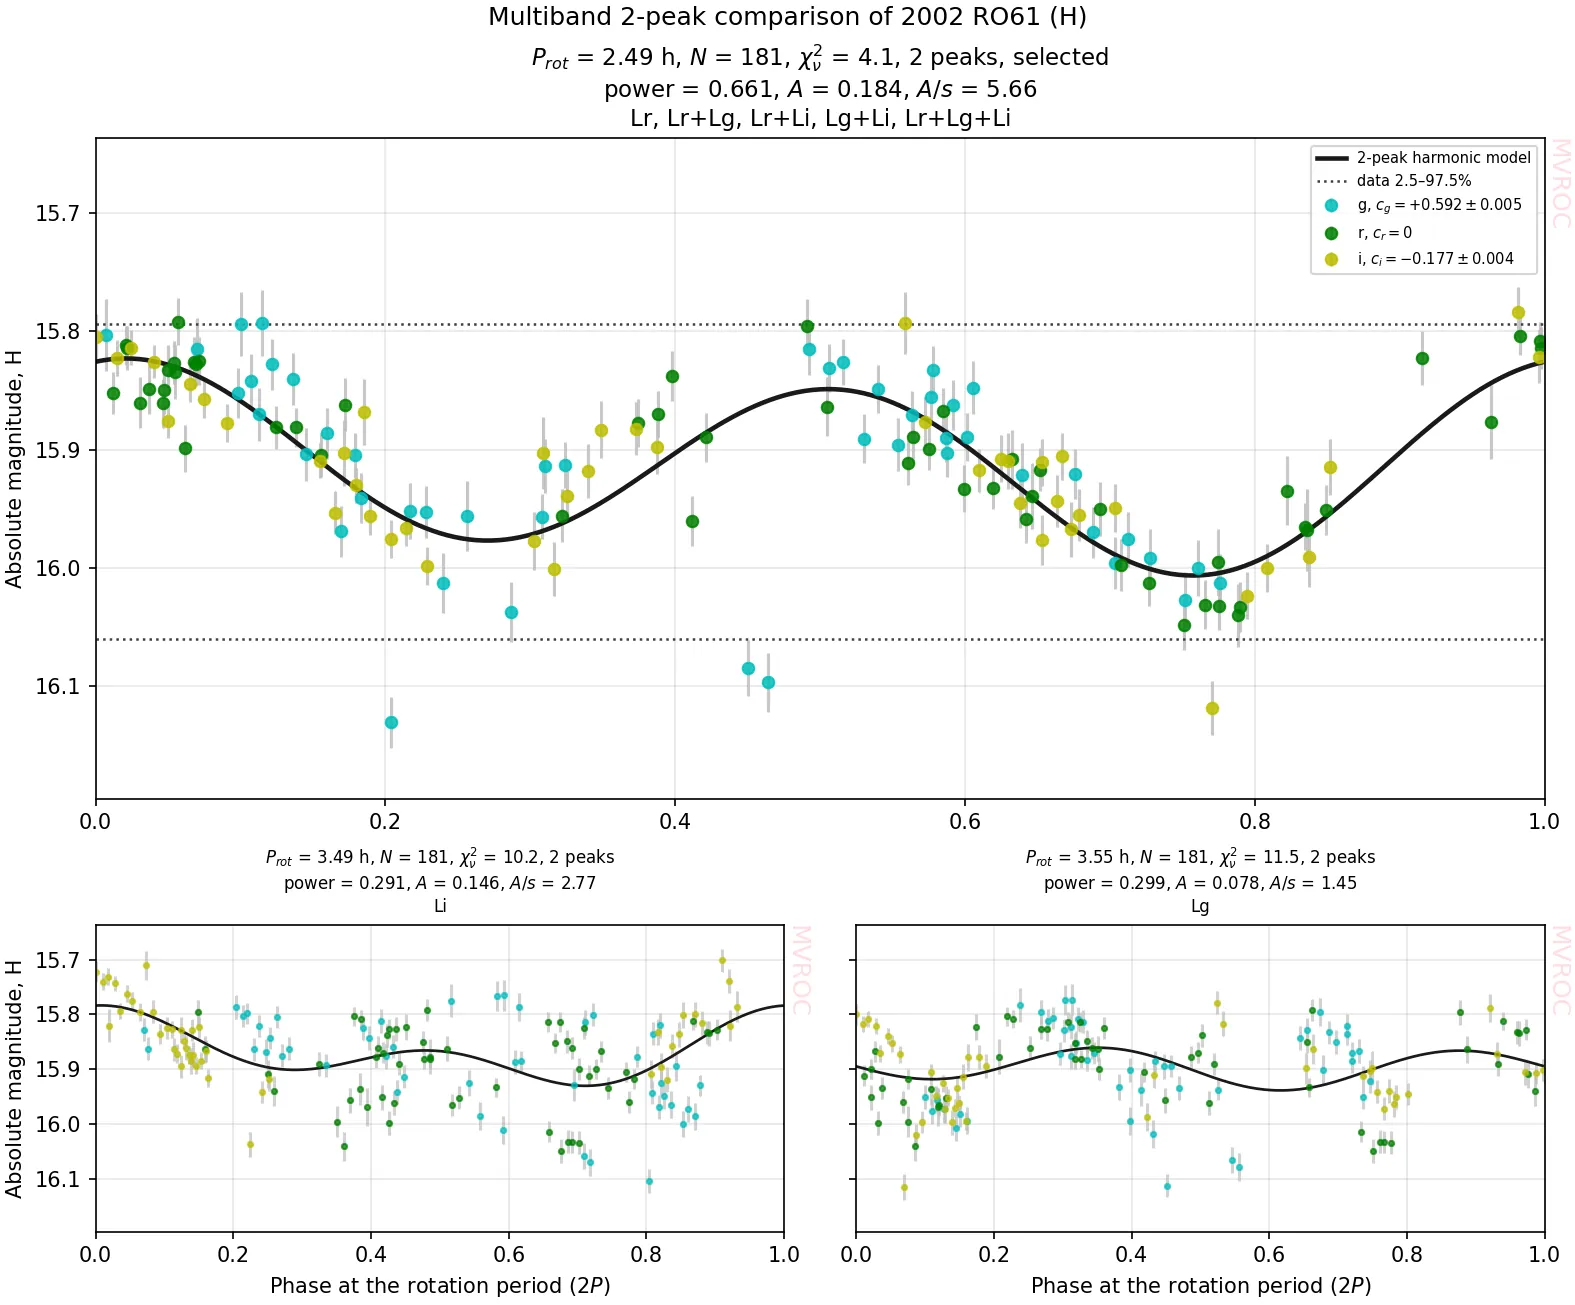 Multiband 2-peak comparison of 2002 RO61 (H)
P_rot = 2.49 h, N = 181, χ²_ν = 4.1, 2 peaks, selected
power = 0.661, A = 0.184, A/s = 5.66
Lr, Lr+Lg, Lr+Li, Lg+Li, Lr+Lg+Li
MVROC
2-peak harmonic model
data 2.5–97.5%
g, c_g = +0.592 ± 0.005
r, c_r = 0
i, c_i = −0.177 ± 0.004
Absolute magnitude, H
15.7
15.8
15.9
16.0
16.1
0.0 0.2 0.4 0.6 0.8 1.0
P_rot = 3.49 h, N = 181, χ²_ν = 10.2, 2 peaks
power = 0.291, A = 0.146, A/s = 2.77
Li
MVROC
Absolute magnitude, H
15.7
15.8
15.9
16.0
16.1
0.0 0.2 0.4 0.6 0.8 1.0
Phase at the rotation period (2P)
P_rot = 3.55 h, N = 181, χ²_ν = 11.5, 2 peaks
power = 0.299, A = 0.078, A/s = 1.45
Lg
MVROC
0.0 0.2 0.4 0.6 0.8 1.0
Phase at the rotation period (2P)